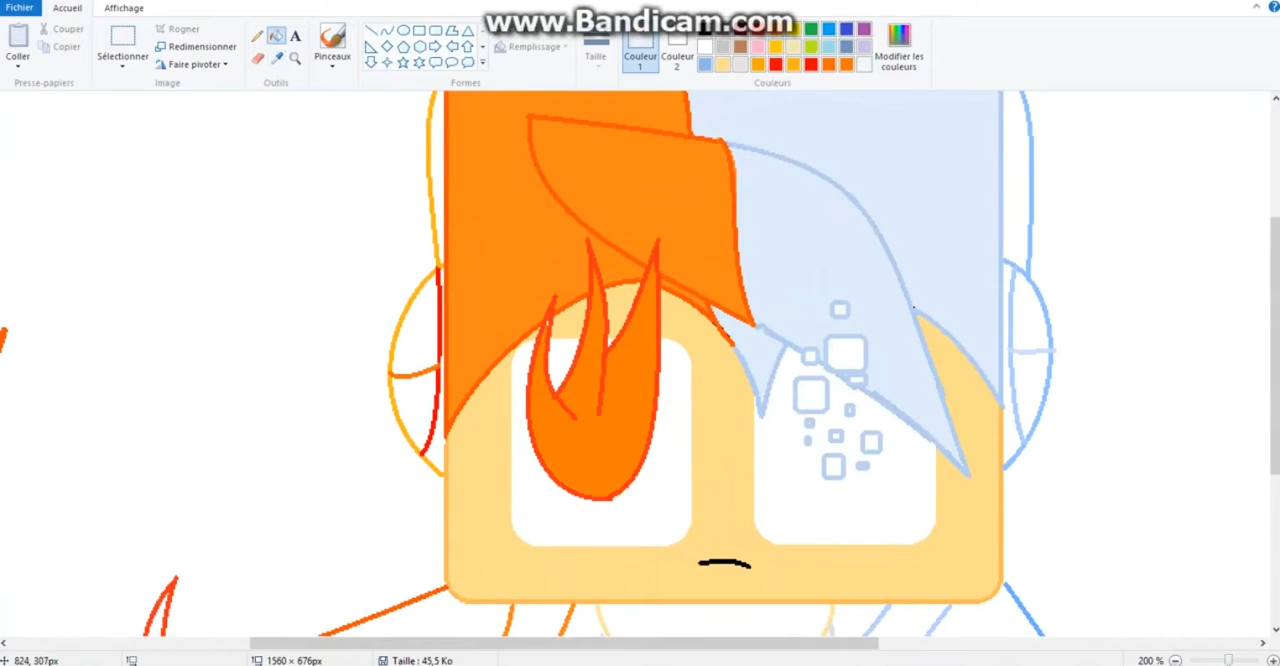 Fichier Accueil Affichage
www.Bandicam.com
Coller
Couper
Copier
Presse-papiers
Sélectionner
Rogner
Redimensionner
Faire pivoter
Image
A
Outils
Pinceaux
Remplissage
Formes
Taille
Couleur
1
Couleur
2
Modifier les
couleurs
Couleurs
824, 307px
1560 × 676px
Taille : 45,5 Ko
200 %